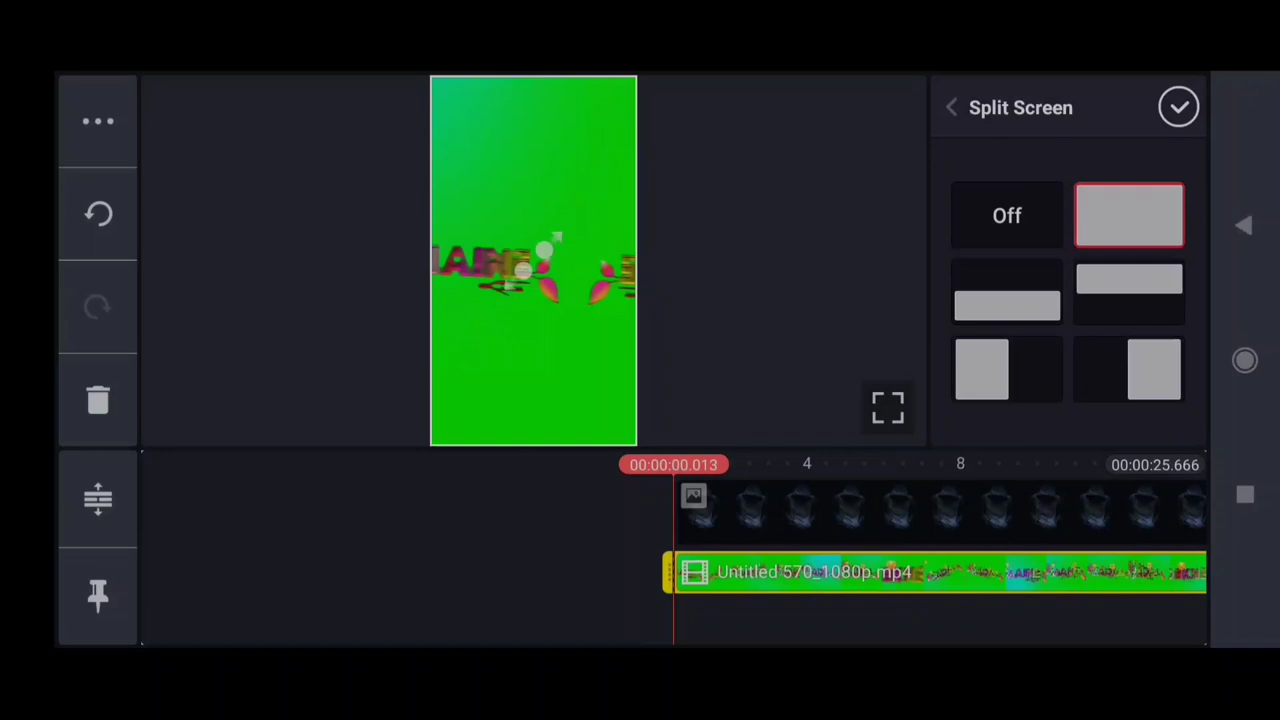 Split Screen
Off
00:00:00.013
4
8
00:00:25.666
Untitled 570_1080p.mp4